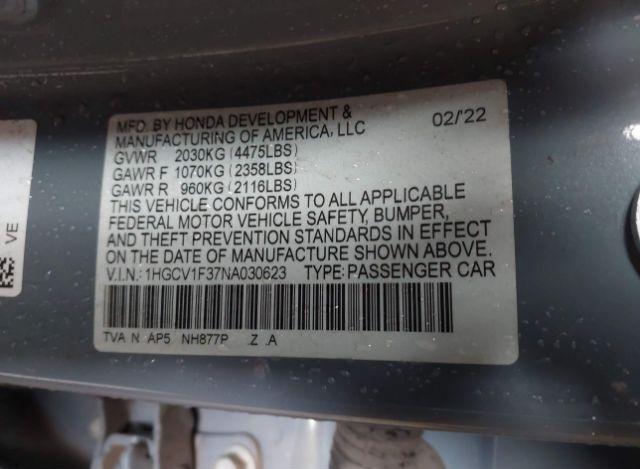 MFD. BY HONDA DEVELOPMENT &
MANUFACTURING OF AMERICA, LLC 02/'22
GVWR 2030KG (4475LBS)
GAWR F 1070KG (2358LBS)
GAWR R 960KG (2116LBS)
THIS VEHICLE CONFORMS TO ALL APPLICABLE
FEDERAL MOTOR VEHICLE SAFETY, BUMPER,
AND THEFT PREVENTION STANDARDS IN EFFECT
ON THE DATE OF MANUFACTURE SHOWN ABOVE.
V.I.N.: 1HGCV1F37NA030623 TYPE: PASSENGER CAR
TVA N AP5 NH877P .Z .A
VE